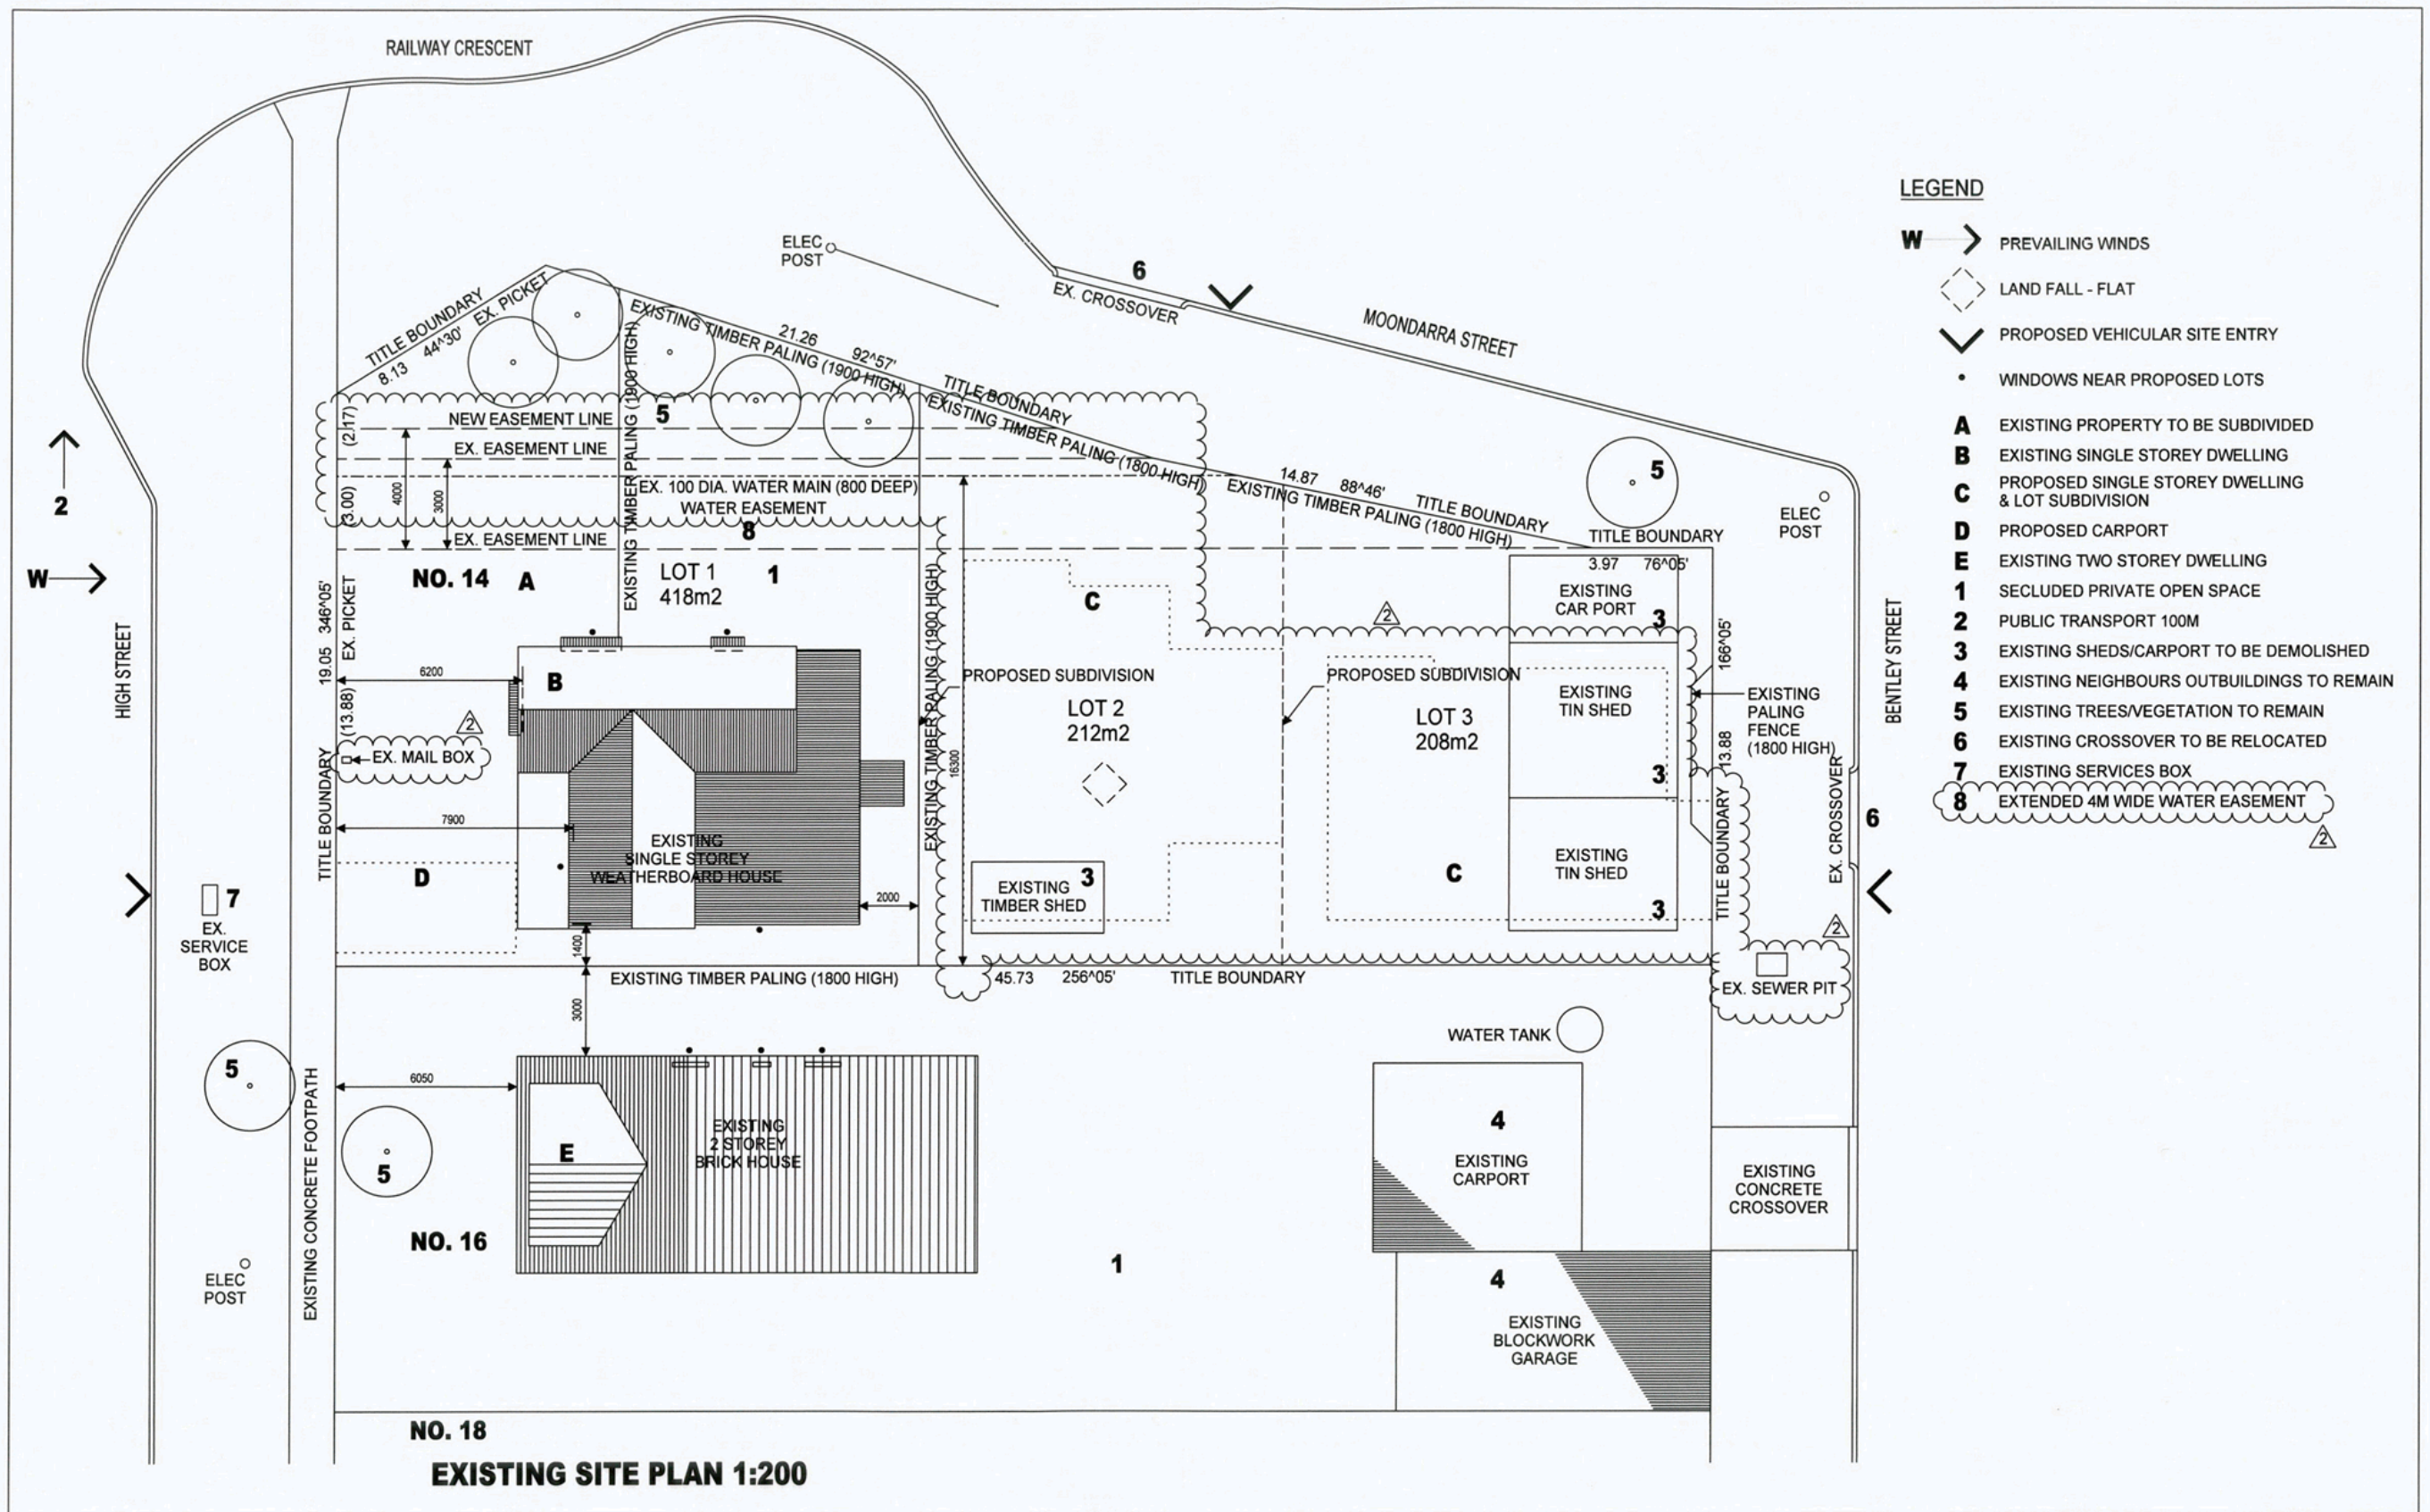 RAILWAY CRESCENT
ELEC
POST
6
EX. CROSSOVER
MOONDARRA STREET
TITLE BOUNDARY
8.13 44^30' EX. PICKET
EXISTING TIMBER PALING (1900 HIGH)
21.26 92^57'
EXISTING TIMBER PALING (1900 HIGH)
TITLE BOUNDARY
EXISTING TIMBER PALING (1800 HIGH)
14.87 88^46' TITLE BOUNDARY
EXISTING TIMBER PALING (1800 HIGH)
5
ELEC
POST
TITLE BOUNDARY
3.97 76^05'
(2.17)
NEW EASEMENT LINE
5
EX. EASEMENT LINE
4000
3000
(3.00)
EX. 100 DIA. WATER MAIN (800 DEEP)
WATER EASEMENT
8
EX. EASEMENT LINE
2
W
HIGH STREET
19.05 346^05'
EX. PICKET
NO. 14 A
LOT 1
418m2
1
EXISTING TIMBER PALING (1900 HIGH)
C
EXISTING
CAR PORT
3
2
6200
B
(13.88)
2
EX. MAIL BOX
TITLE BOUNDARY
PROPOSED SUBDIVISION
LOT 2
212m2
16300
PROPOSED SUBDIVISION
LOT 3
208m2
EXISTING
TIN SHED
3
166^05'
EXISTING
PALING
FENCE
(1800 HIGH)
13.88
TITLE BOUNDARY
BENTLEY STREET
EX. CROSSOVER
6
7900
EXISTING
SINGLE STOREY
WEATHERBOARD HOUSE
D
2000
1400
EXISTING
TIMBER SHED
3
C
EXISTING
TIN SHED
3
7
EX.
SERVICE
BOX
2
EXISTING TIMBER PALING (1800 HIGH)
45.73 256^05' TITLE BOUNDARY
EX. SEWER PIT
3000
WATER TANK
5
EXISTING CONCRETE FOOTPATH
6050
5
E
EXISTING
2 STOREY
BRICK HOUSE
NO. 16
ELEC
POST
1
4
EXISTING
CARPORT
EXISTING
CONCRETE
CROSSOVER
4
EXISTING
BLOCKWORK
GARAGE
NO. 18
EXISTING SITE PLAN 1:200
LEGEND
W PREVAILING WINDS
LAND FALL - FLAT
PROPOSED VEHICULAR SITE ENTRY
WINDOWS NEAR PROPOSED LOTS
A EXISTING PROPERTY TO BE SUBDIVIDED
B EXISTING SINGLE STOREY DWELLING
C PROPOSED SINGLE STOREY DWELLING
& LOT SUBDIVISION
D PROPOSED CARPORT
E EXISTING TWO STOREY DWELLING
1 SECLUDED PRIVATE OPEN SPACE
2 PUBLIC TRANSPORT 100M
3 EXISTING SHEDS/CARPORT TO BE DEMOLISHED
4 EXISTING NEIGHBOURS OUTBUILDINGS TO REMAIN
5 EXISTING TREES/VEGETATION TO REMAIN
6 EXISTING CROSSOVER TO BE RELOCATED
7 EXISTING SERVICES BOX
8 EXTENDED 4M WIDE WATER EASEMENT
2